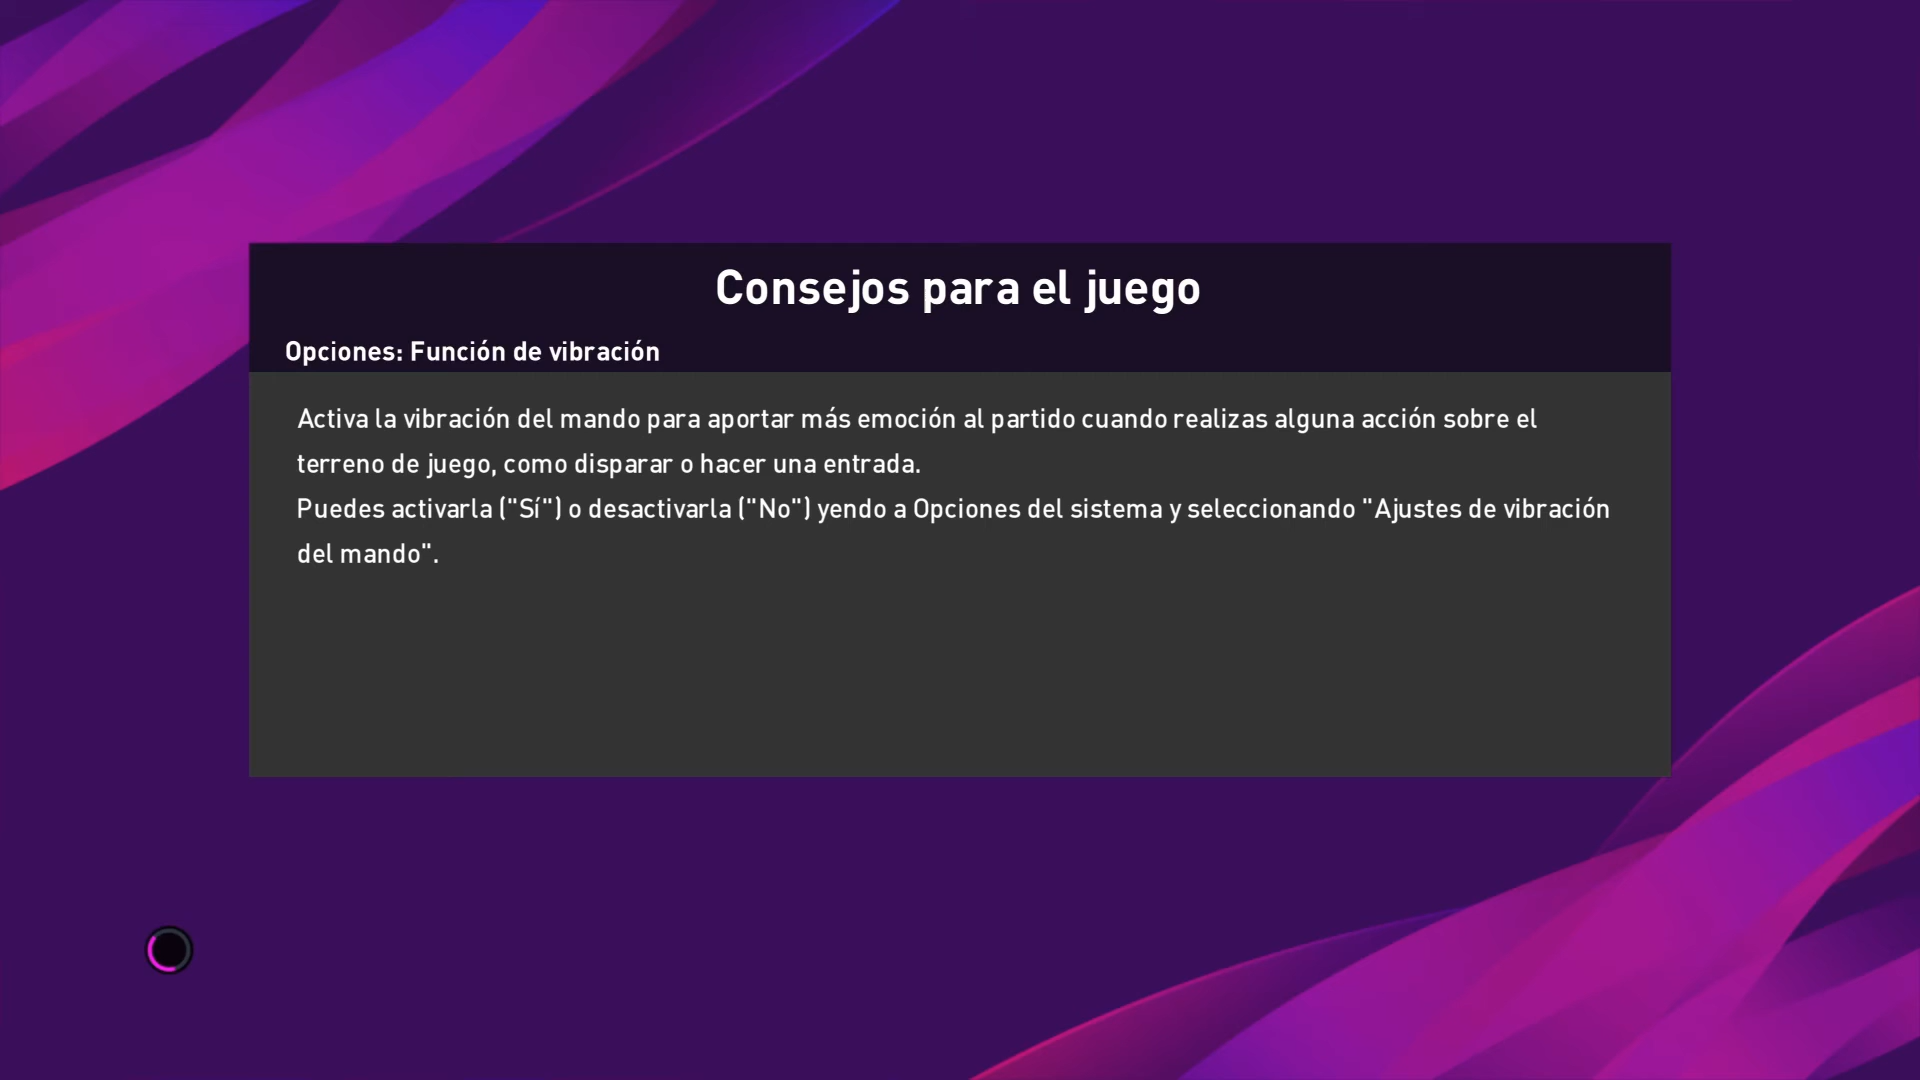 Consejos para el juego
Opciones: Función de vibración
Activa la vibración del mando para aportar más emoción al partido cuando realizas alguna acción sobre el
terreno de juego, como disparar o hacer una entrada.
Puedes activarla ("Sí") o desactivarla ("No") yendo a Opciones del sistema y seleccionando "Ajustes de vibración
del mando".